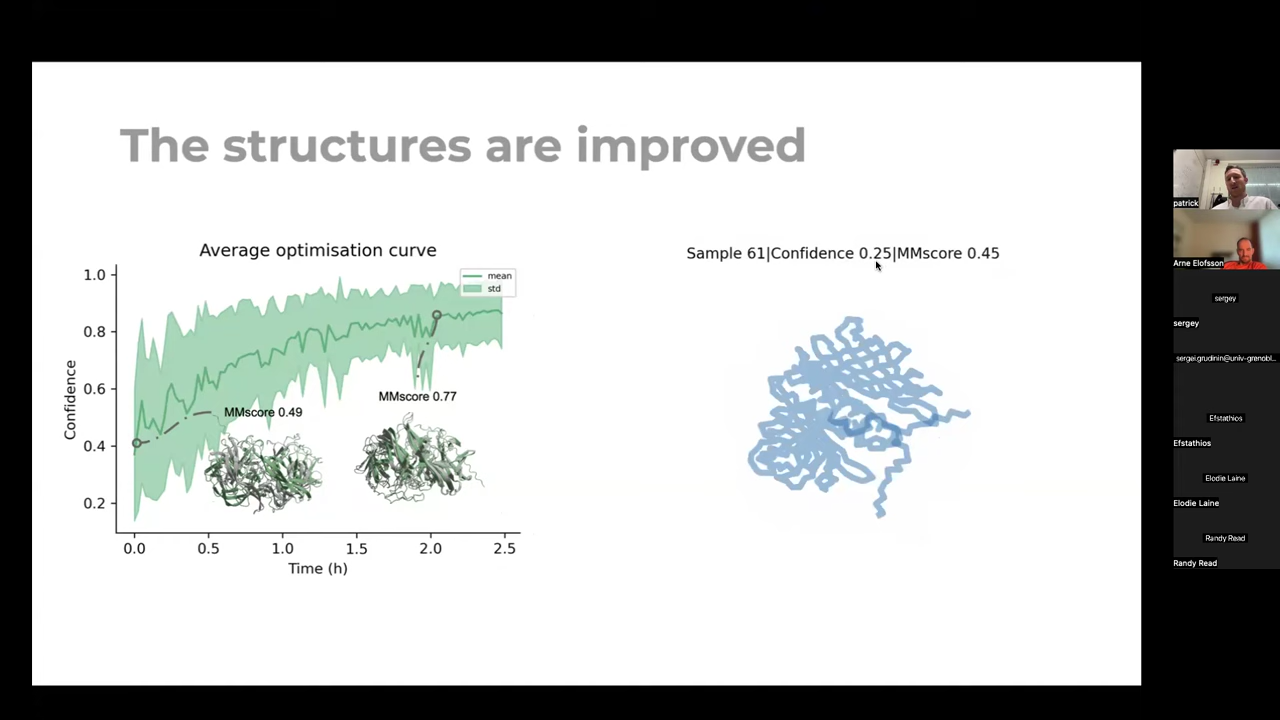 The structures are improved
Average optimisation curve
mean
std
1.0
0.8
0.6
0.4
0.2
Confidence
MMscore 0.49
MMscore 0.77
0.0
0.5
1.0
1.5
2.0
2.5
Time (h)
Sample 61|Confidence 0.25|MMscore 0.45
patrick
Arne Elofsson
sergey
sergey
sergei.grudinin@univ-grenobl...
Efstathios
Efstathios
Elodie Laine
Elodie Laine
Randy Read
Randy Read